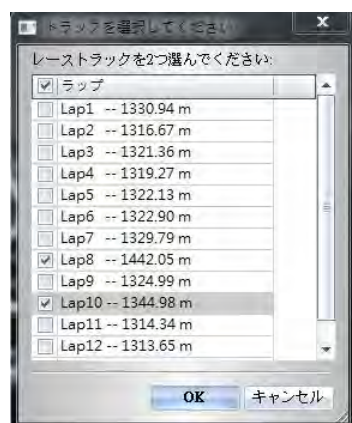 トラックを選択してください
レーストラックを2つ選んでください:
ラップ
Lap1 -- 1330.94 m
Lap2 -- 1316.67 m
Lap3 -- 1321.36 m
Lap4 -- 1319.27 m
Lap5 -- 1322.13 m
Lap6 -- 1322.90 m
Lap7 -- 1329.79 m
Lap8 -- 1442.05 m
Lap9 -- 1324.99 m
Lap10 -- 1344.98 m
Lap11 -- 1314.34 m
Lap12 -- 1313.65 m
OK キャンセル